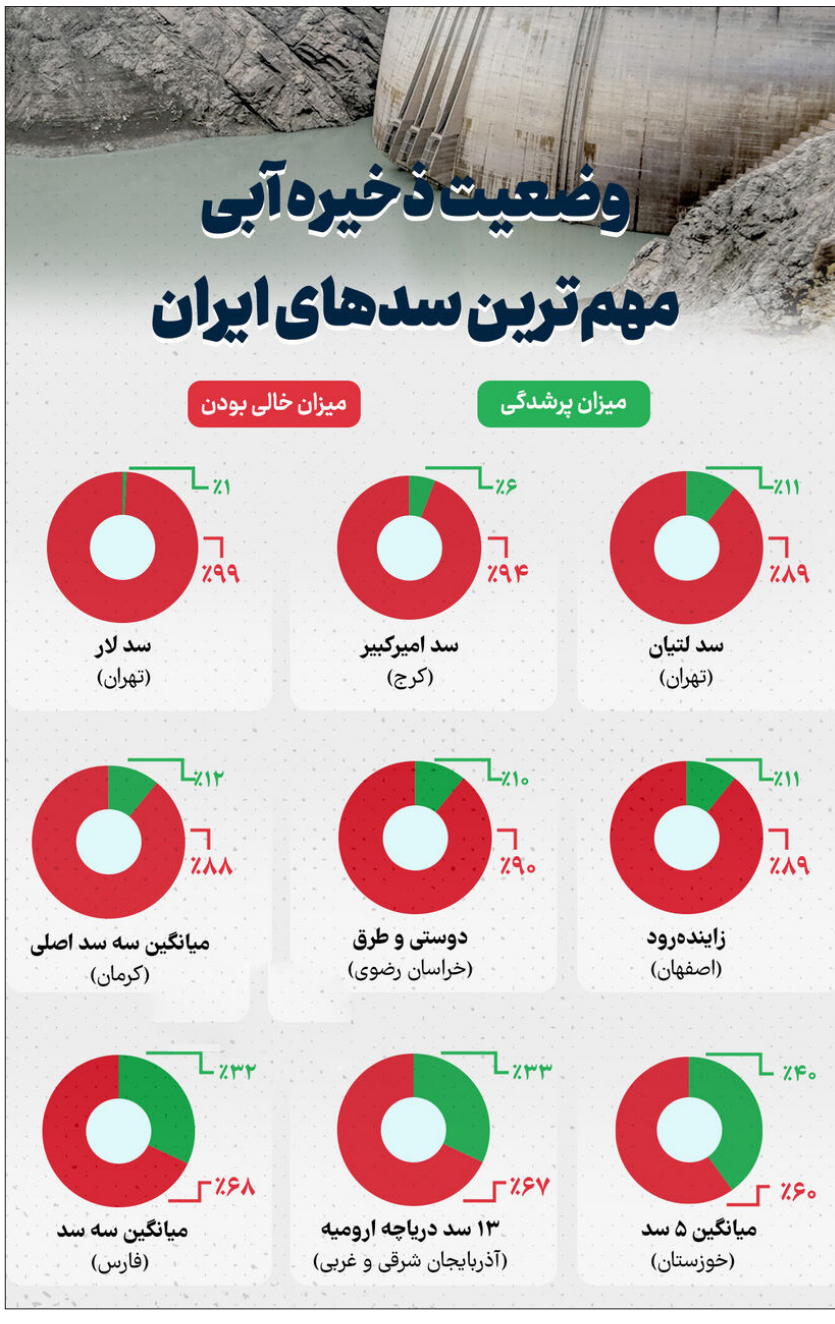 وضعیت ذخیره آبی
مهم‌ترین سدهای ایران
میزان پرشدگی
میزان خالی بودن
٪۱۱
٪۸۹
سد لتیان
(تهران)
٪۶
٪۹۴
سد امیرکبیر
(کرج)
٪۱
٪۹۹
سد لار
(تهران)
٪۱۱
٪۸۹
زاینده‌رود
(اصفهان)
٪۱۰
٪۹۰
دوستی و طرق
(خراسان رضوی)
٪۱۲
٪۸۸
میانگین سه سد اصلی
(کرمان)
٪۴۰
٪۶۰
میانگین ۵ سد
(خوزستان)
٪۳۳
٪۶۷
۱۳ سد دریاچه ارومیه
(آذربایجان شرقی و غربی)
٪۳۲
٪۶۸
میانگین سه سد
(فارس)